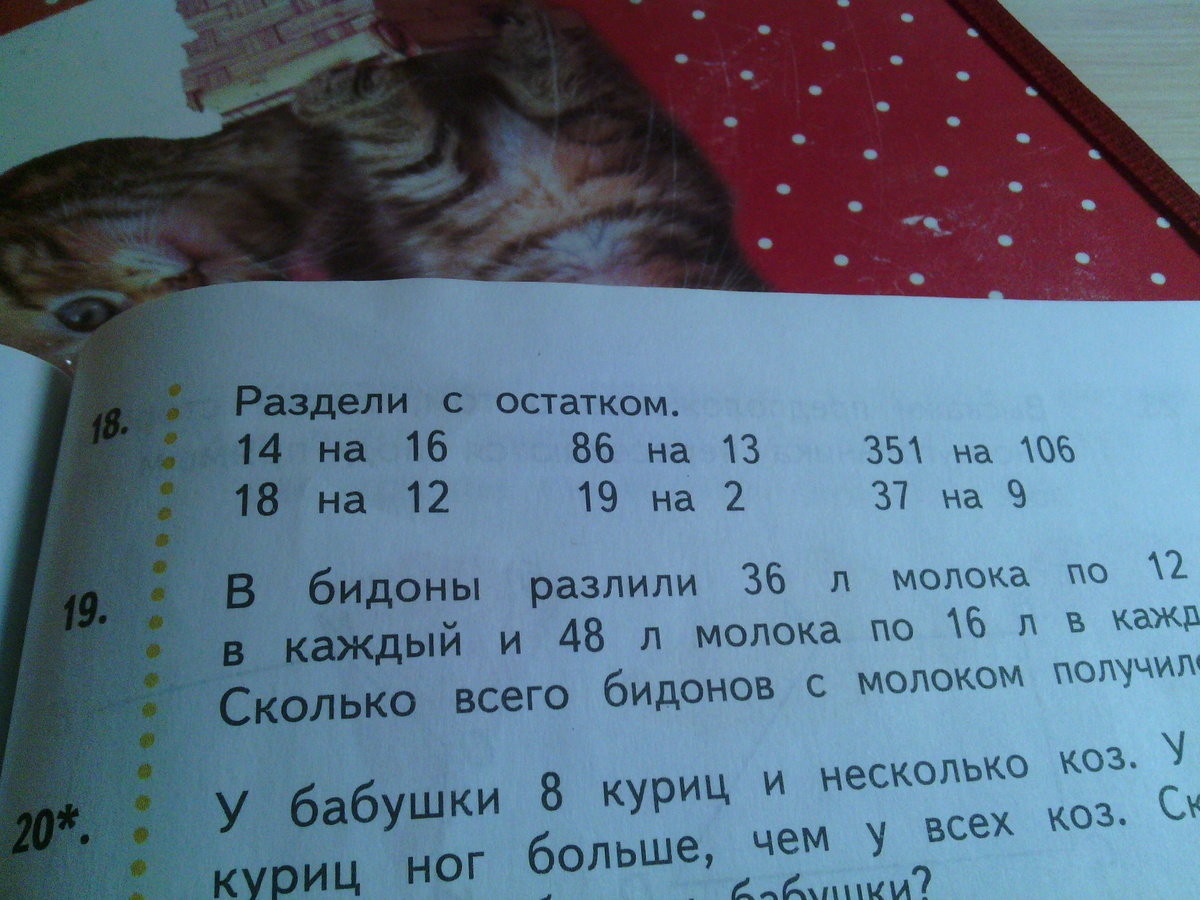 18. Раздели с остатком.
14 на 16 86 на 13 351 на 106
18 на 12 19 на 2 37 на 9
19. В бидоны разлили 36 л молока по 12
в каждый и 48 л молока по 16 л в кажд
Сколько всего бидонов с молоком получил
20*. У бабушки 8 куриц и несколько коз. У
куриц ног больше, чем у всех коз. Ск
бабушки?